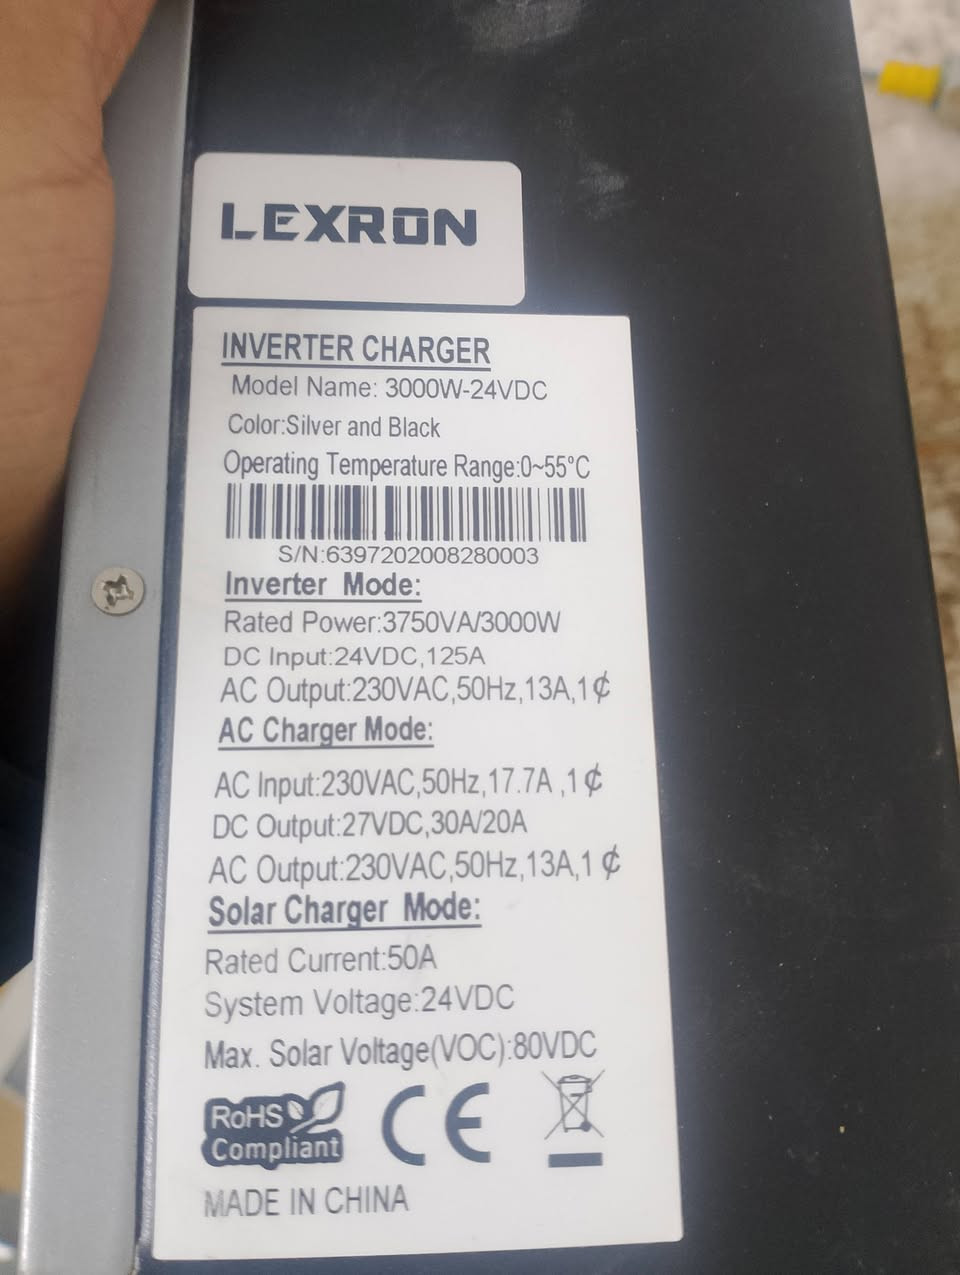 LEXRON
INVERTER CHARGER
Model Name: 3000W-24VDC
Color:Silver and Black
Operating Temperature Range:0~55°C
S/N:6397202008280003
Inverter Mode:
Rated Power:3750VA/3000W
DC Input:24VDC,125A
AC Output:230VAC,50Hz,13A,1¢
AC Charger Mode:
AC Input:230VAC,50Hz,17.7A ,1¢
DC Output:27VDC,30A/20A
AC Output:230VAC,50Hz,13A,1 ¢
Solar Charger Mode:
Rated Current:50A
System Voltage:24VDC
Max. Solar Voltage(VOC):80VDC
RoHS
Compliant
CE
MADE IN CHINA